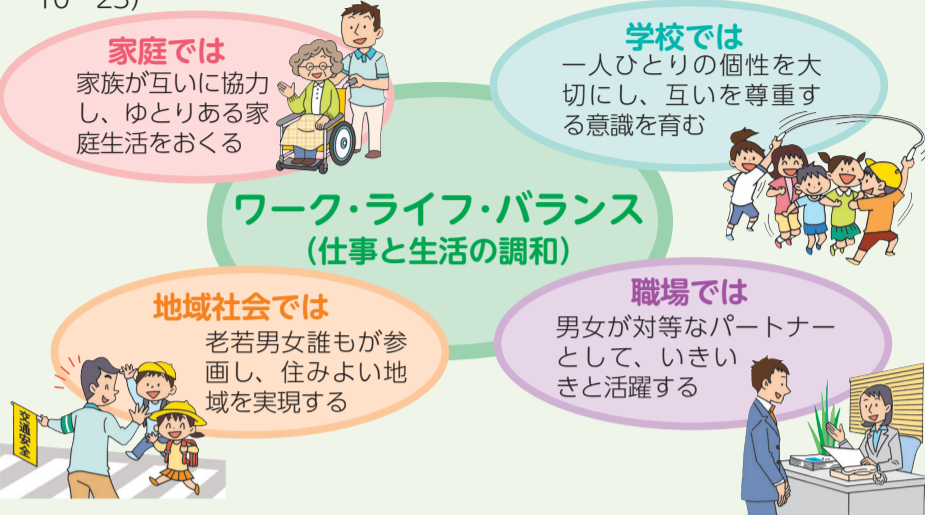 家庭では
家族が互いに協力
し、ゆとりある家
庭生活をおくる
学校では
一人ひとりの個性を大
切にし、互いを尊重す
る意識を育む
ワーク・ライフ・バランス
(仕事と生活の調和)
地域社会では
老若男女誰もが参
画し、住みよい地
域を実現する
交通安全
職場では
男女が対等なパートナー
として、いきい
きと活躍する